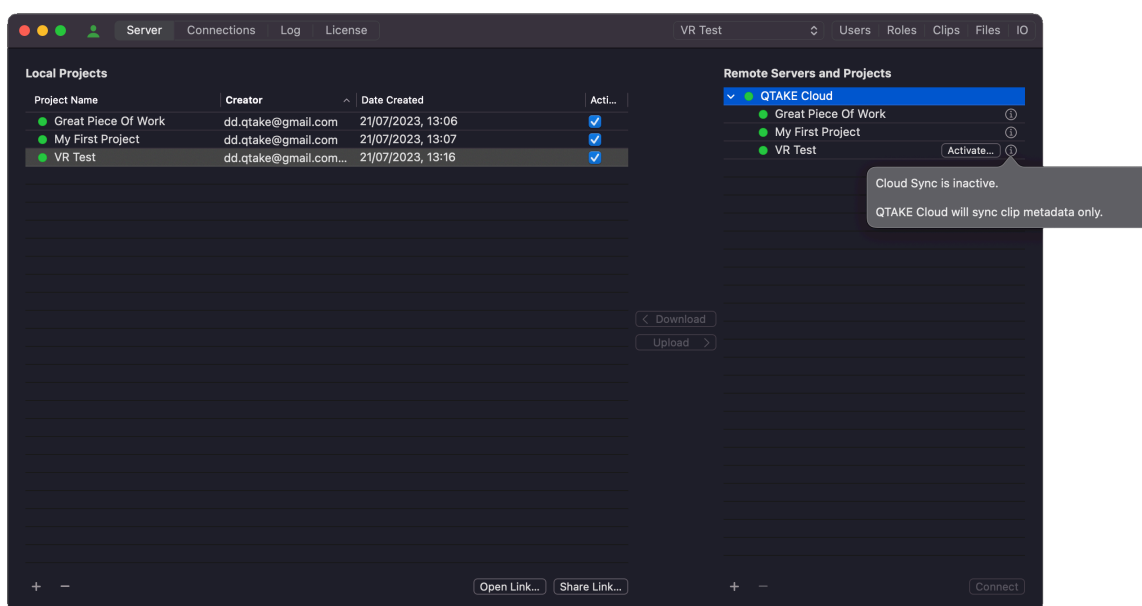 Server Connections Log License VR Test Users Roles Clips Files IO
Local Projects
Project Name Creator Date Created Acti...
Great Piece Of Work dd.qtake@gmail.com 21/07/2023, 13:06
My First Project dd.qtake@gmail.com 21/07/2023, 13:07
VR Test dd.qtake@gmail.com... 21/07/2023, 13:16
Remote Servers and Projects
QTAKE Cloud
Great Piece Of Work
My First Project
VR Test Activate...
Cloud Sync is inactive.
QTAKE Cloud will sync clip metadata only.
< Download
Upload >
+ − Open Link... Share Link...
+ − Connect